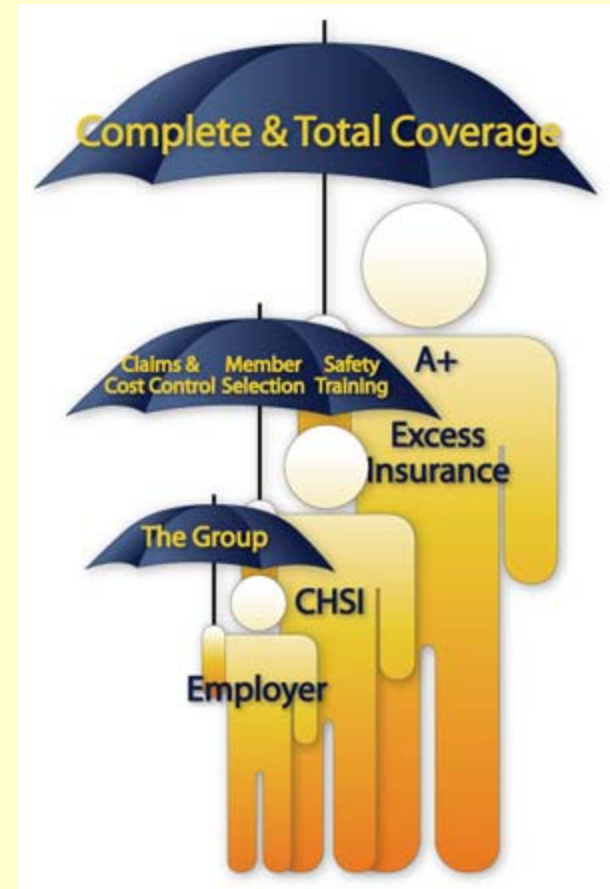 Complete & Total Coverage
Claims & Member Safety
Cost Control Selection Training
A+
Excess
Insurance
The Group
CHSI
Employer